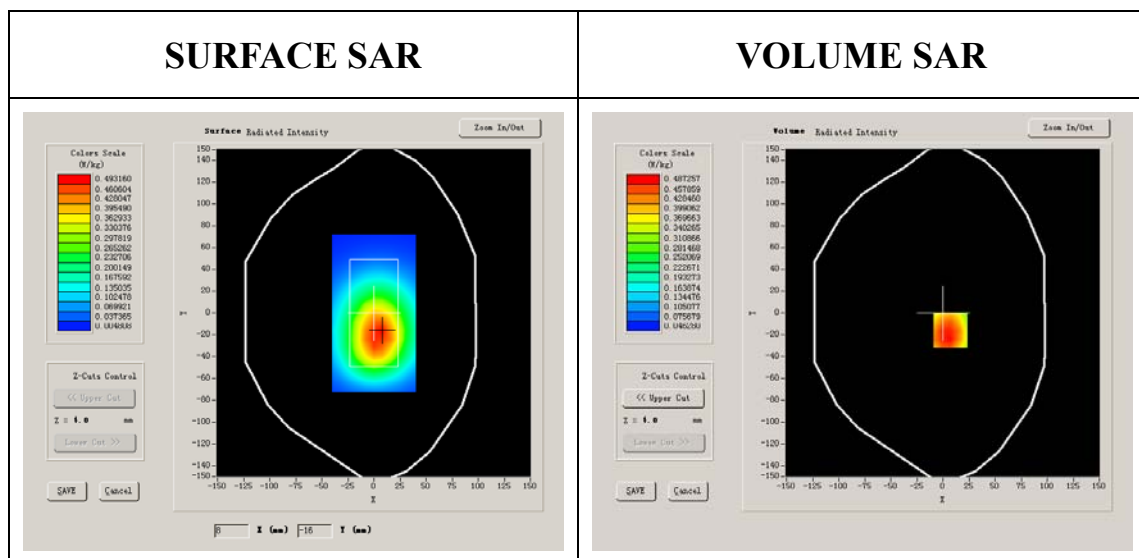 SURFACE SAR
VOLUME SAR
Surface Radiated Intensity
Zoom In/Out
Colors Scale
(W/kg)
0.493160
0.460604
0.428047
0.395490
0.362933
0.330376
0.297819
0.265262
0.232706
0.200149
0.167592
0.135035
0.102478
0.069921
0.037365
0.004808
150
140
120
100
80
60
40
20
0
-20
-40
-60
-80
-100
-120
-140
-150
Y
-150 -125 -100 -75 -50 -25 0 25 50 75 100 125 150
X
Z-Cuts Control
<< Upper Cut
Z = 4.0 mm
Lower Cut >>
SAVE Cancel
8 X (mm) -16 Y (mm)
Volume Radiated Intensity
Zoom In/Out
Colors Scale
(W/kg)
0.487257
0.457859
0.428460
0.399062
0.369663
0.340265
0.310866
0.281468
0.252069
0.222671
0.193273
0.163874
0.134476
0.105077
0.075679
0.046280
150
140
120
100
80
60
40
20
0
-20
-40
-60
-80
-100
-120
-140
-150
Y
-150 -125 -100 -75 -50 -25 0 25 50 75 100 125 150
X
Z-Cuts Control
<< Upper Cut
Z = 4.0 mm
Lower Cut >>
SAVE Cancel